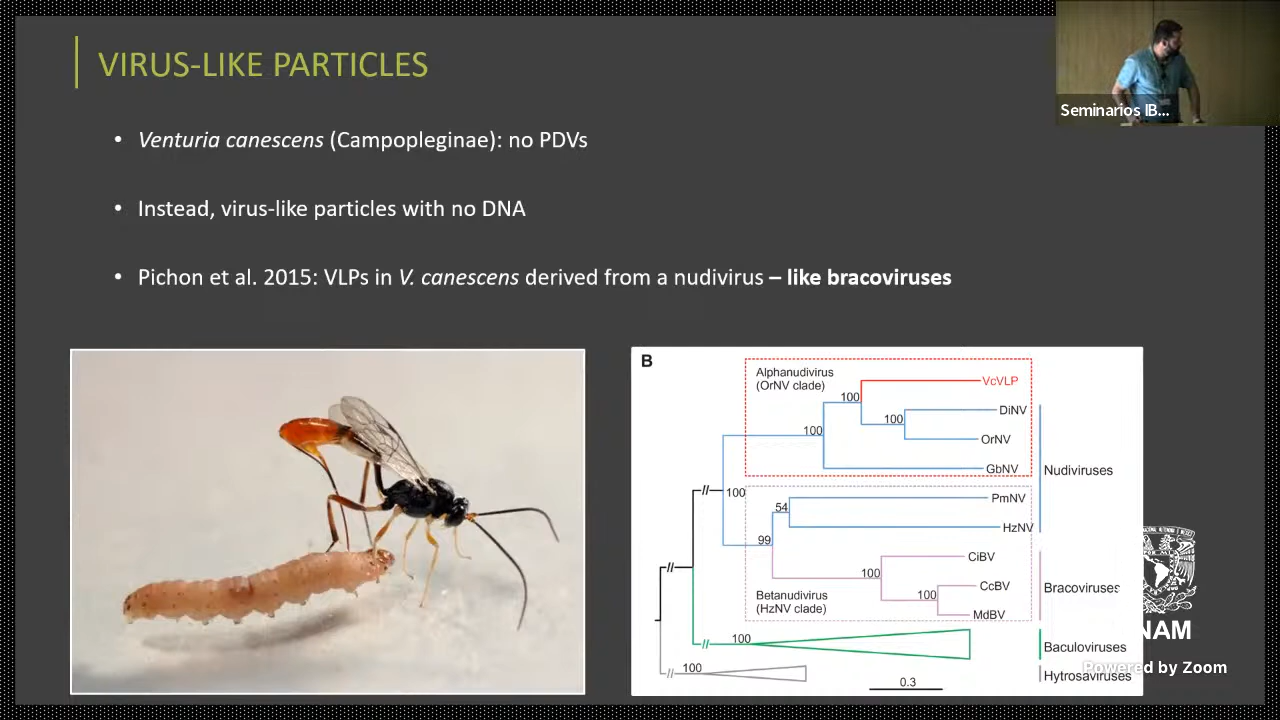 VIRUS-LIKE PARTICLES
Seminarios IB...
• Venturia canescens (Campopleginae): no PDVs
• Instead, virus-like particles with no DNA
• Pichon et al. 2015: VLPs in V. canescens derived from a nudivirus – like bracoviruses
B
Alphanudivirus
(OrNV clade)
VcVLP
100
DiNV
100
100
OrNV
GbNV
Nudiviruses
100
PmNV
54
HzNV
99
CiBV
100
CcBV
100
Bracoviruses
Betanudivirus
(HzNV clade)
MdBV
NAM
100
Baculoviruses
100
Hytrosaviruses
Powered by Zoom
0.3